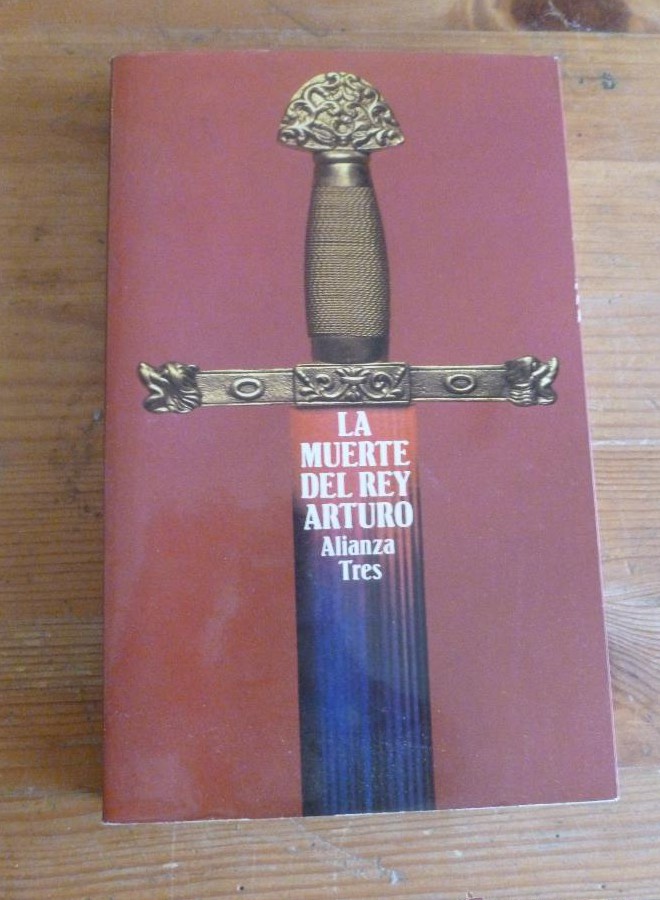 LA
MUERTE
DEL REY
ARTURO
Alianza
Tres